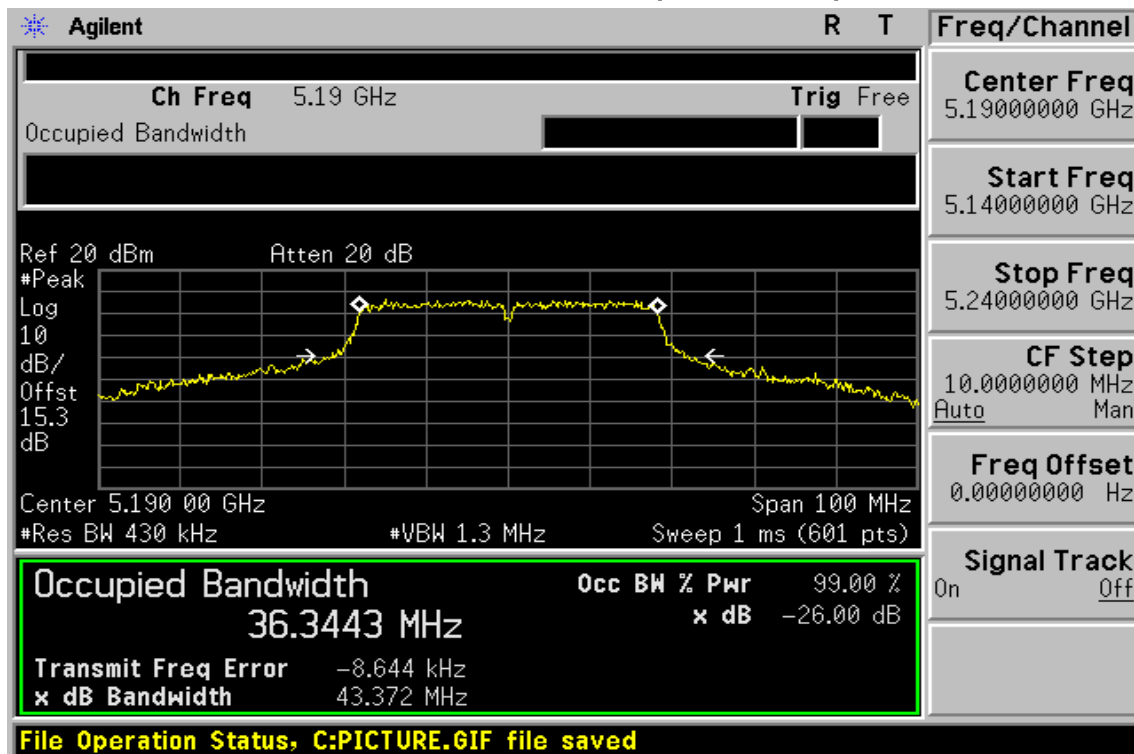 Agilent R T
Ch Freq 5.19 GHz Trig Free
Occupied Bandwidth
Ref 20 dBm Atten 20 dB
#Peak
Log
10
dB/
Offst
15.3
dB
Center 5.190 00 GHz Span 100 MHz
#Res BW 430 kHz #VBW 1.3 MHz Sweep 1 ms (601 pts)
Occupied Bandwidth
36.3443 MHz
Occ BW % Pwr 99.00 %
x dB -26.00 dB
Transmit Freq Error -8.644 kHz
x dB Bandwidth 43.372 MHz
File Operation Status, C:PICTURE.GIF file saved
Freq/Channel
Center Freq
5.19000000 GHz
Start Freq
5.14000000 GHz
Stop Freq
5.24000000 GHz
CF Step
10.0000000 MHz
Auto Man
Freq Offset
0.00000000 Hz
Signal Track
On Off